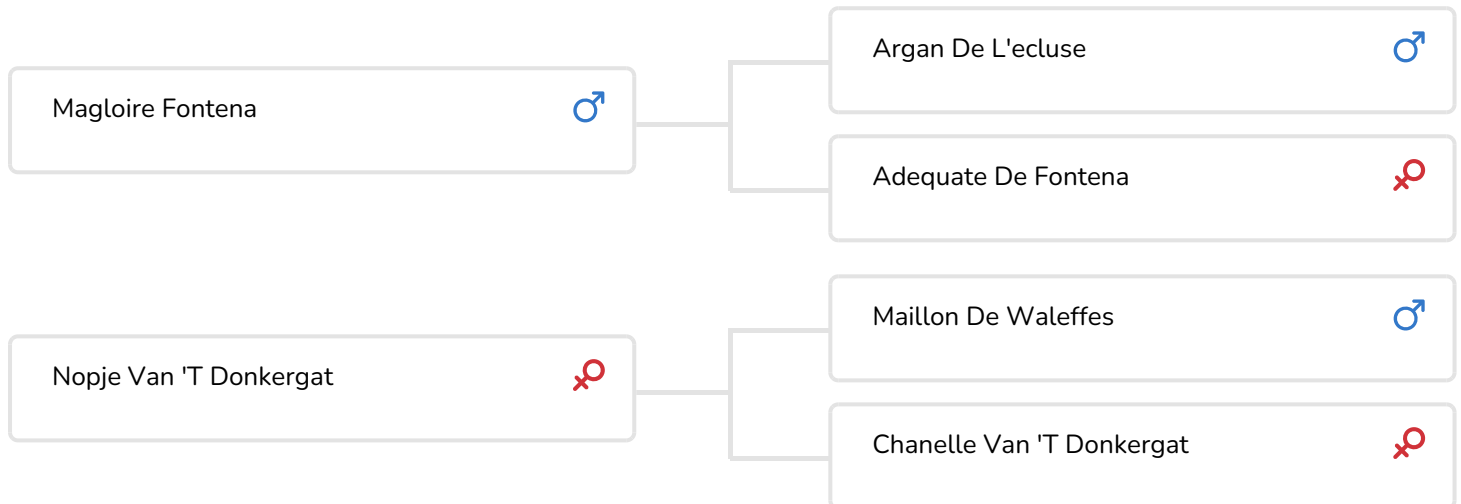 Magloire Fontena
Argan De L'ecluse
Adequate De Fontena
Nopje Van 'T Donkergat
Maillon De Waleffes
Chanelle Van 'T Donkergat